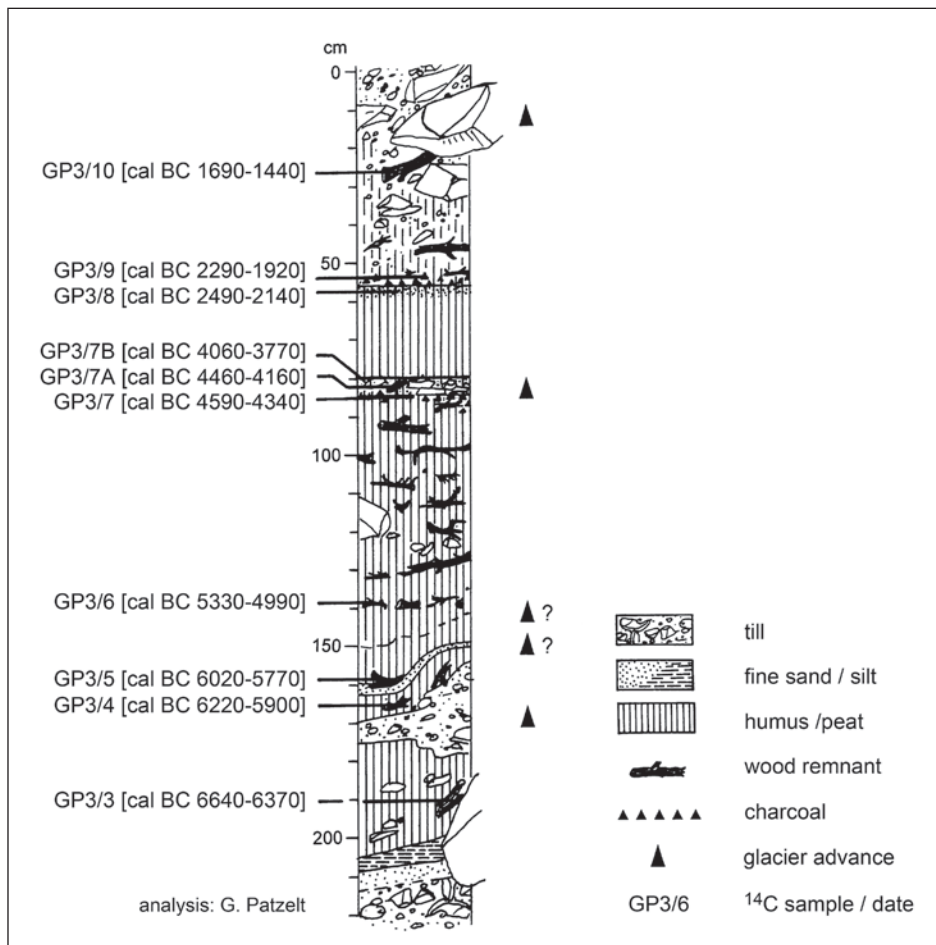 cm
0
GP3/10 [cal BC 1690-1440]
50
GP3/9 [cal BC 2290-1920]
GP3/8 [cal BC 2490-2140]
GP3/7B [cal BC 4060-3770]
GP3/7A [cal BC 4460-4160]
GP3/7 [cal BC 4590-4340]
100
GP3/6 [cal BC 5330-4990]
?
150
?
GP3/5 [cal BC 6020-5770]
GP3/4 [cal BC 6220-5900]
GP3/3 [cal BC 6640-6370]
200
analysis: G. Patzelt
till
fine sand / silt
humus /peat
wood remnant
charcoal
glacier advance
GP3/6 14C sample / date